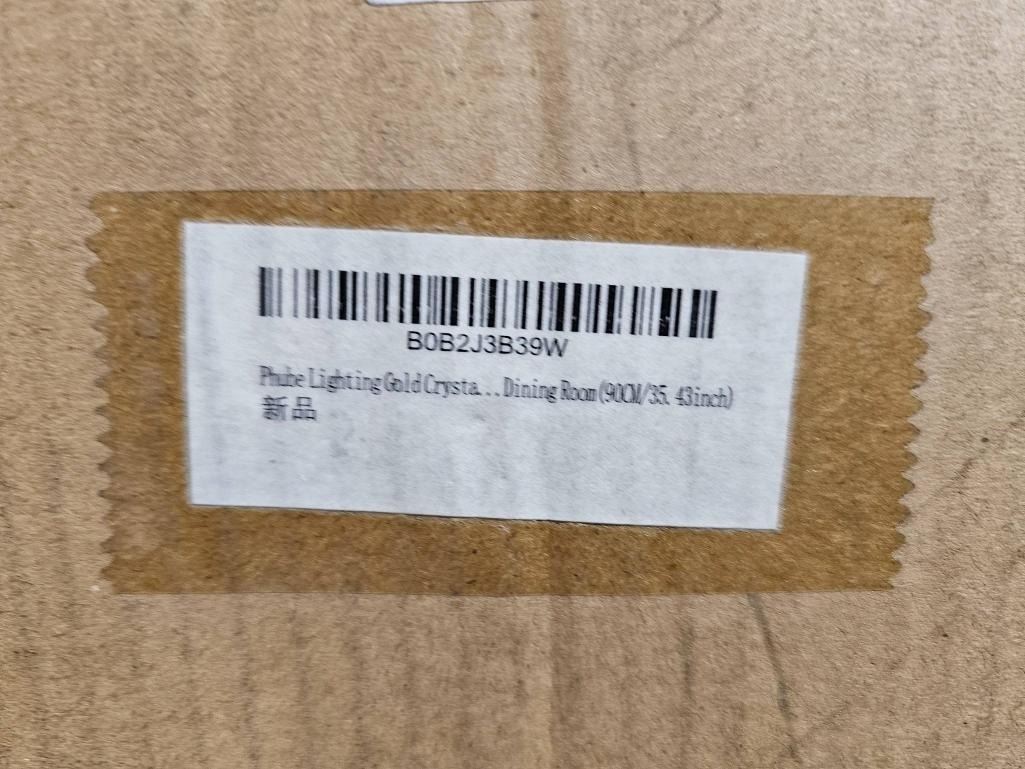 B0B2J3B39W
Phube Lighting Gold Crysta...Dining Room(90CM/35.43inch)
新品